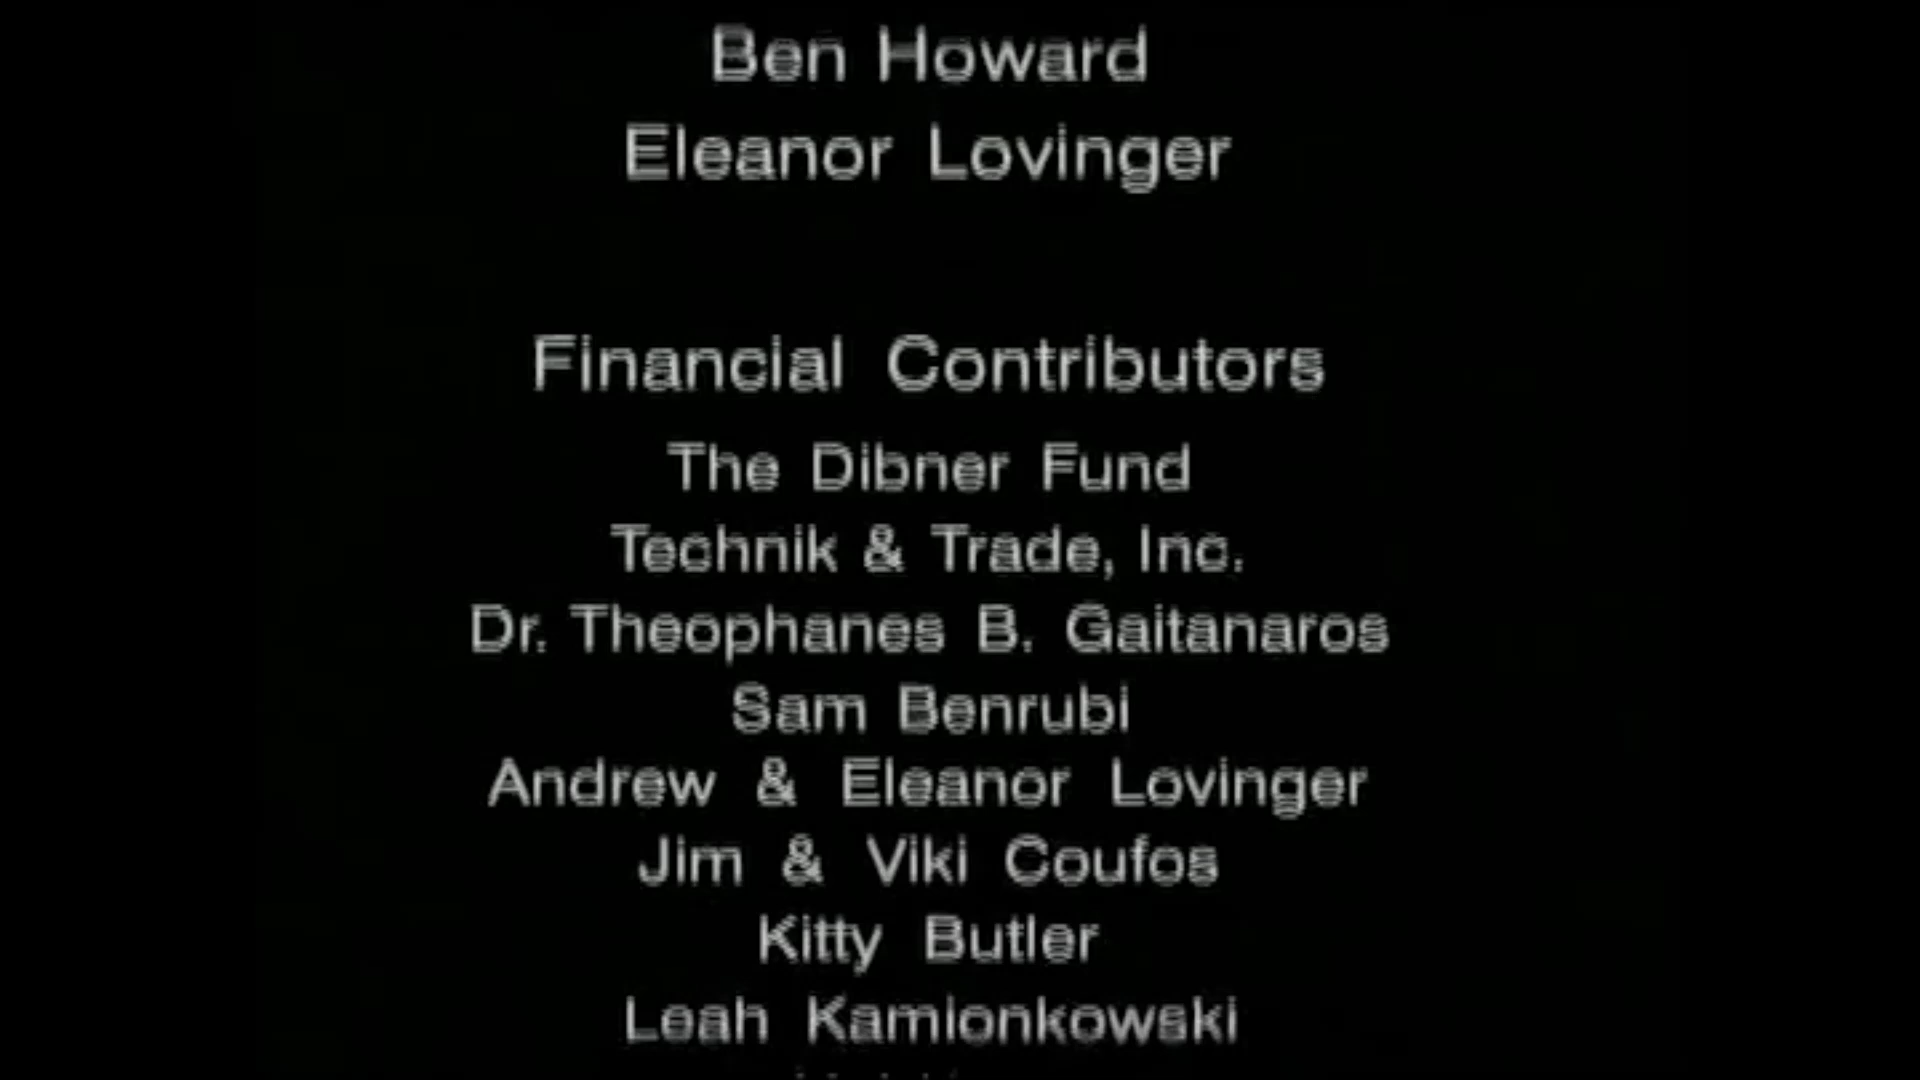 Ben Howard
Eleanor Lovinger
Financial Contributors
The Dibner Fund
Technik & Trade, Inc.
Dr. Theophanes B. Gaitanaros
Sam Benrubi
Andrew & Eleanor Lovinger
Jim & Viki Coufos
Kitty Butler
Leah Kamionkowski